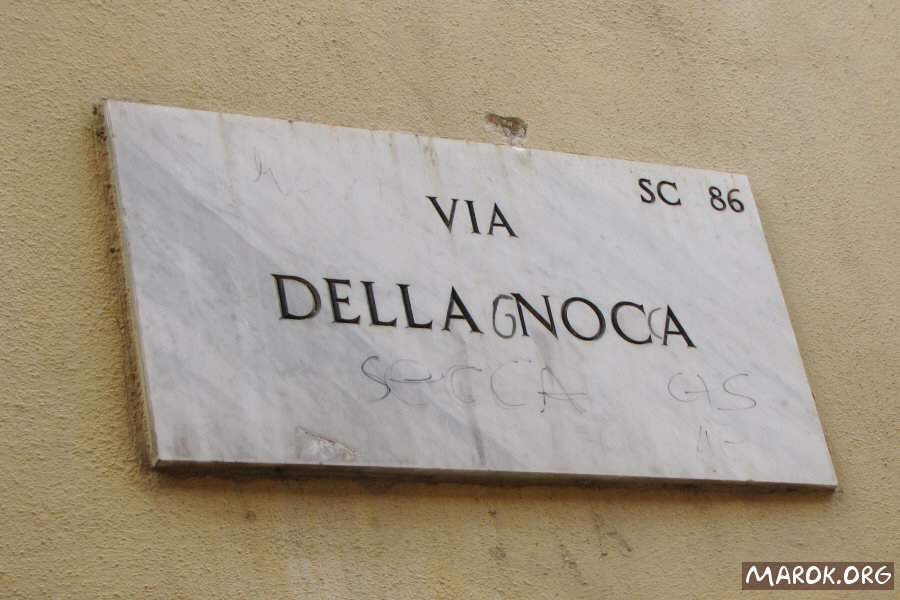 SC 86
VIA
DELLA GNOCCA
SECCA
MAROK.ORG